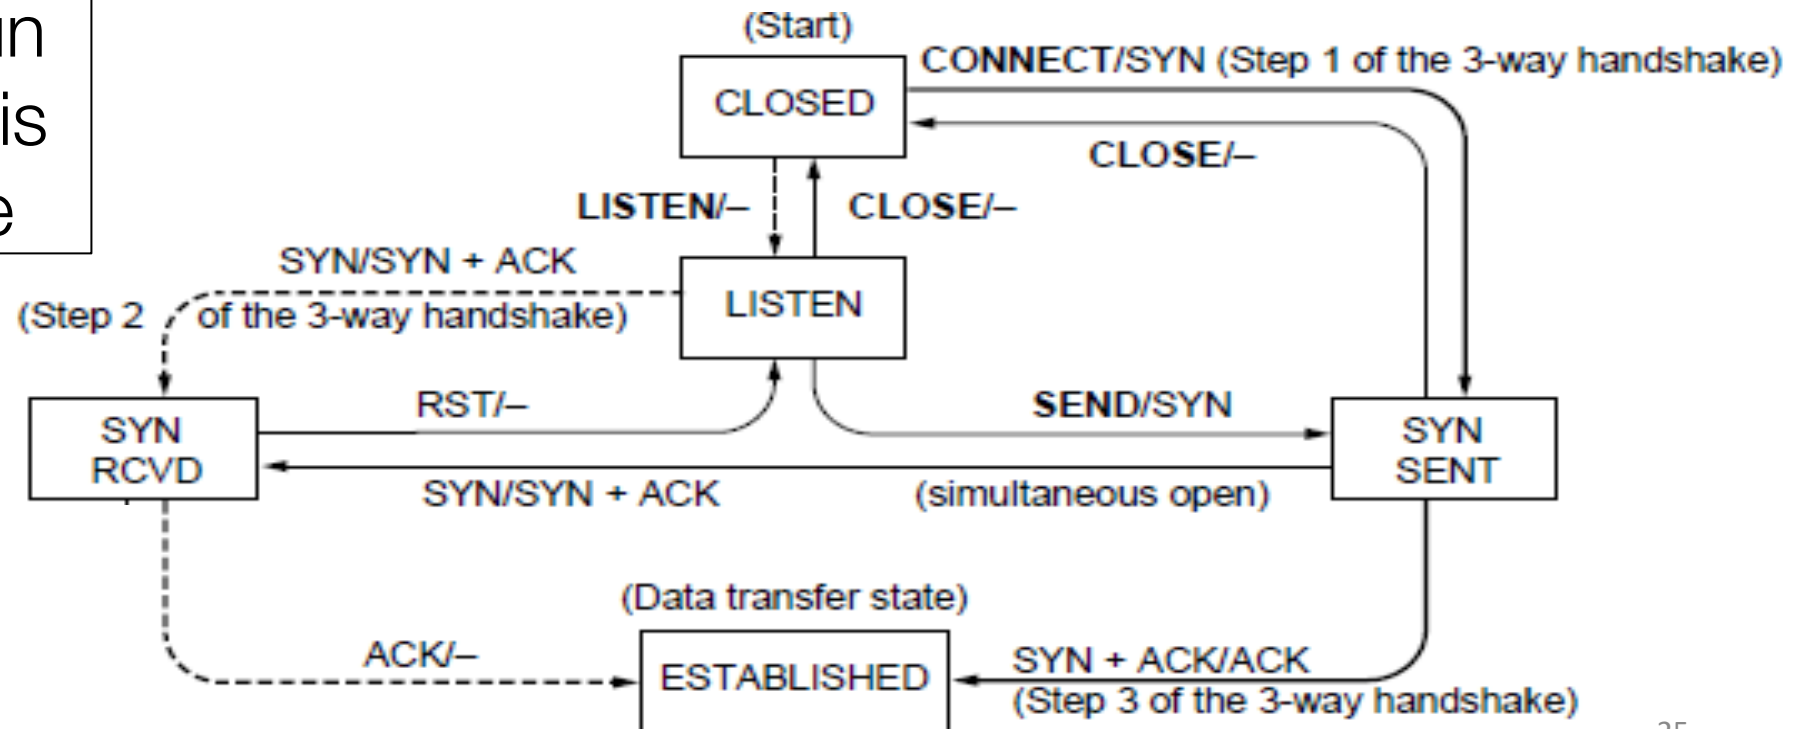 (Start)
CONNECT/SYN (Step 1 of the 3-way handshake)
is
CLOSED
CLOSE/–
LISTEN/–
CLOSE/–
SYN/SYN + ACK
(Step 2 of the 3-way handshake)
LISTEN
RST/–
SEND/SYN
SYN
RCVD
SYN
SENT
SYN/SYN + ACK
(simultaneous open)
(Data transfer state)
ACK/–
ESTABLISHED
SYN + ACK/ACK
(Step 3 of the 3-way handshake)